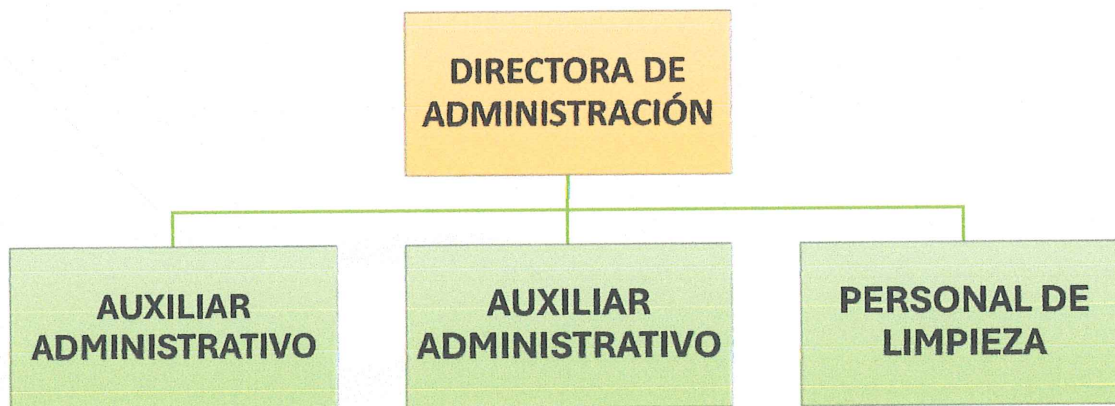 DIRECTORA DE
ADMINISTRACIÓN
AUXILIAR
ADMINISTRATIVO
AUXILIAR
ADMINISTRATIVO
PERSONAL DE
LIMPIEZA